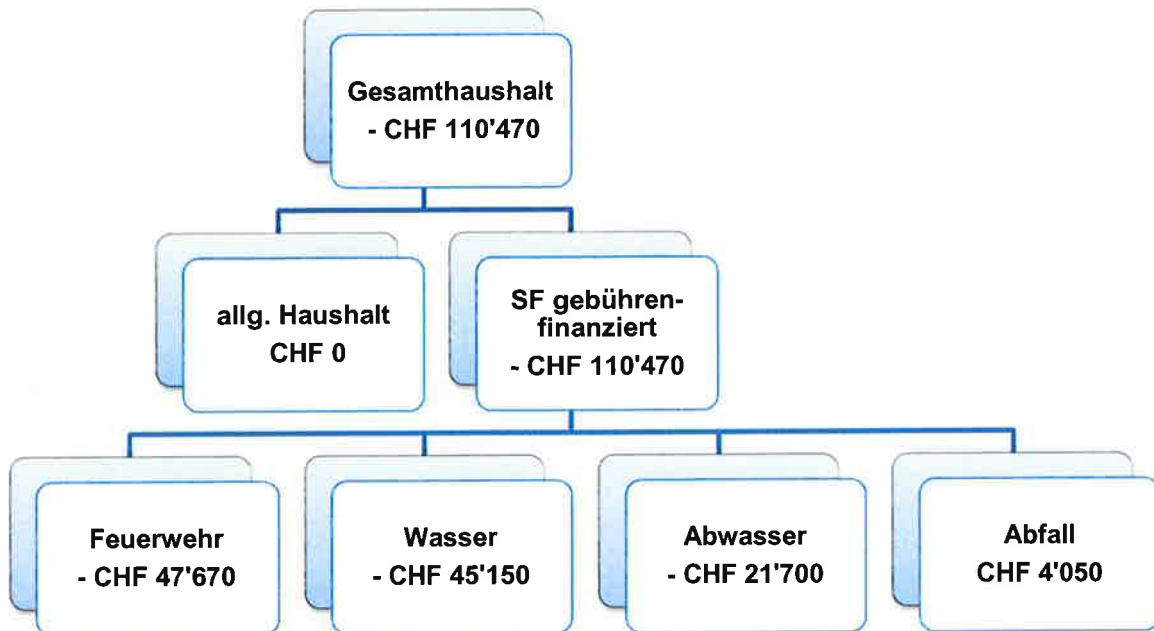 Gesamthaushalt
- CHF 110'470
allg. Haushalt
CHF 0
SF gebühren-
finanziert
- CHF 110'470
Feuerwehr
- CHF 47'670
Wasser
- CHF 45'150
Abwasser
- CHF 21'700
Abfall
CHF 4'050